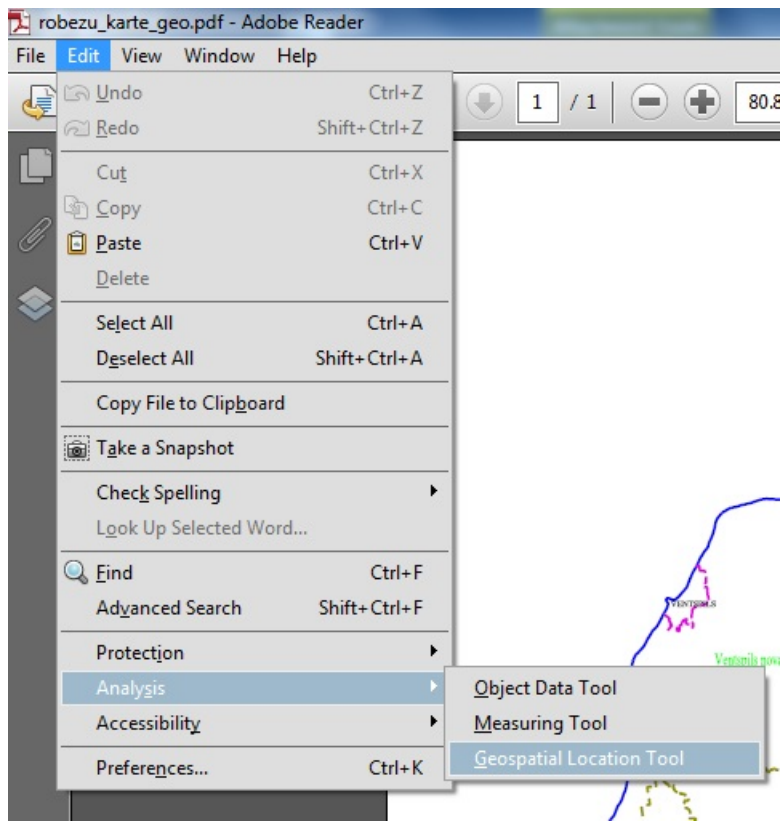 robezu_karte_geo.pdf - Adobe Reader
File Edit View Window Help
1 / 1 80.8
Undo Ctrl+Z
Redo Shift+Ctrl+Z
Cut Ctrl+X
Copy Ctrl+C
Paste Ctrl+V
Delete
Select All Ctrl+A
Deselect All Shift+Ctrl+A
Copy File to Clipboard
Take a Snapshot
Check Spelling
Look Up Selected Word...
Find Ctrl+F
Advanced Search Shift+Ctrl+F
Protection
Analysis
Accessibility
Preferences... Ctrl+K
Object Data Tool
Measuring Tool
Geospatial Location Tool
VENTSPILS
Ventspils nova